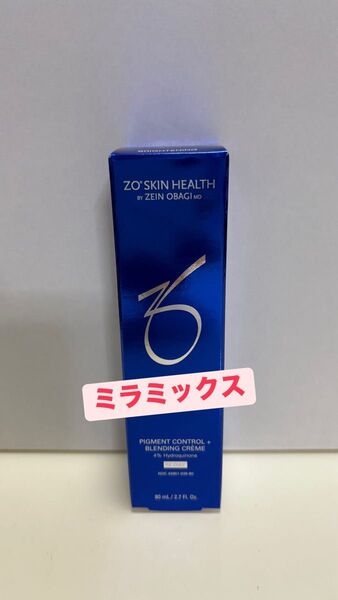 BRIGHTENING
ZO® SKIN HEALTH
BY ZEIN OBAGI MD
ミラミックス
PIGMENT CONTROL +
BLENDING CRÈME
4% Hydroquinone
80 mL / 2.7 Fl. Oz.